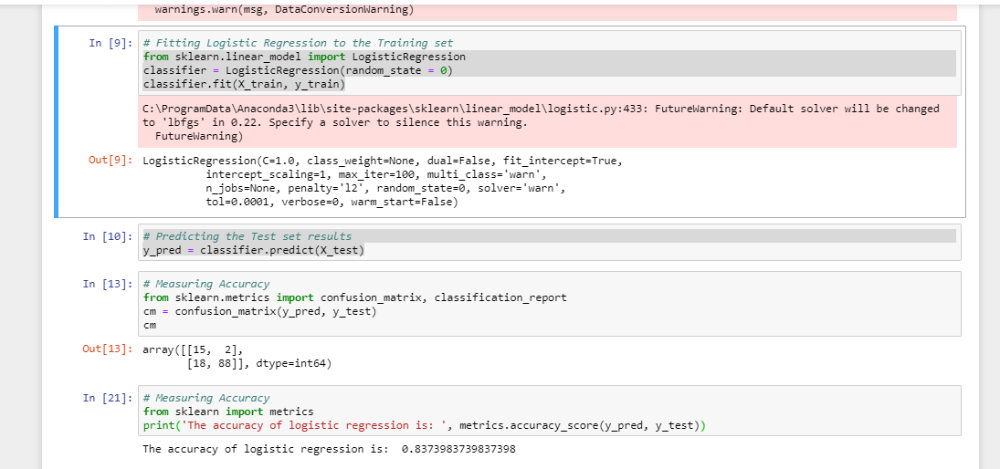 warnings.warn(msg, DataConversionWarning)
In [9]: # Fitting Logistic Regression to the Training set
from sklearn.linear_model import LogisticRegression
classifier = LogisticRegression(random_state = 0)
classifier.fit(X_train, y_train)
C:\ProgramData\Anaconda3\lib\site-packages\sklearn\linear_model\logistic.py:433: FutureWarning: Default solver will be changed
to 'lbfgs' in 0.22. Specify a solver to silence this warning.
FutureWarning)
Out[9]: LogisticRegression(C=1.0, class_weight=None, dual=False, fit_intercept=True,
intercept_scaling=1, max_iter=100, multi_class='warn',
n_jobs=None, penalty='l2', random_state=0, solver='warn',
tol=0.0001, verbose=0, warm_start=False)
In [10]: # Predicting the Test set results
y_pred = classifier.predict(X_test)
In [13]: # Measuring Accuracy
from sklearn.metrics import confusion_matrix, classification_report
cm = confusion_matrix(y_pred, y_test)
cm
Out[13]: array([[15, 2],
[18, 88]], dtype=int64)
In [21]: # Measuring Accuracy
from sklearn import metrics
print('The accuracy of logistic regression is: ', metrics.accuracy_score(y_pred, y_test))
The accuracy of logistic regression is: 0.8373983739837398